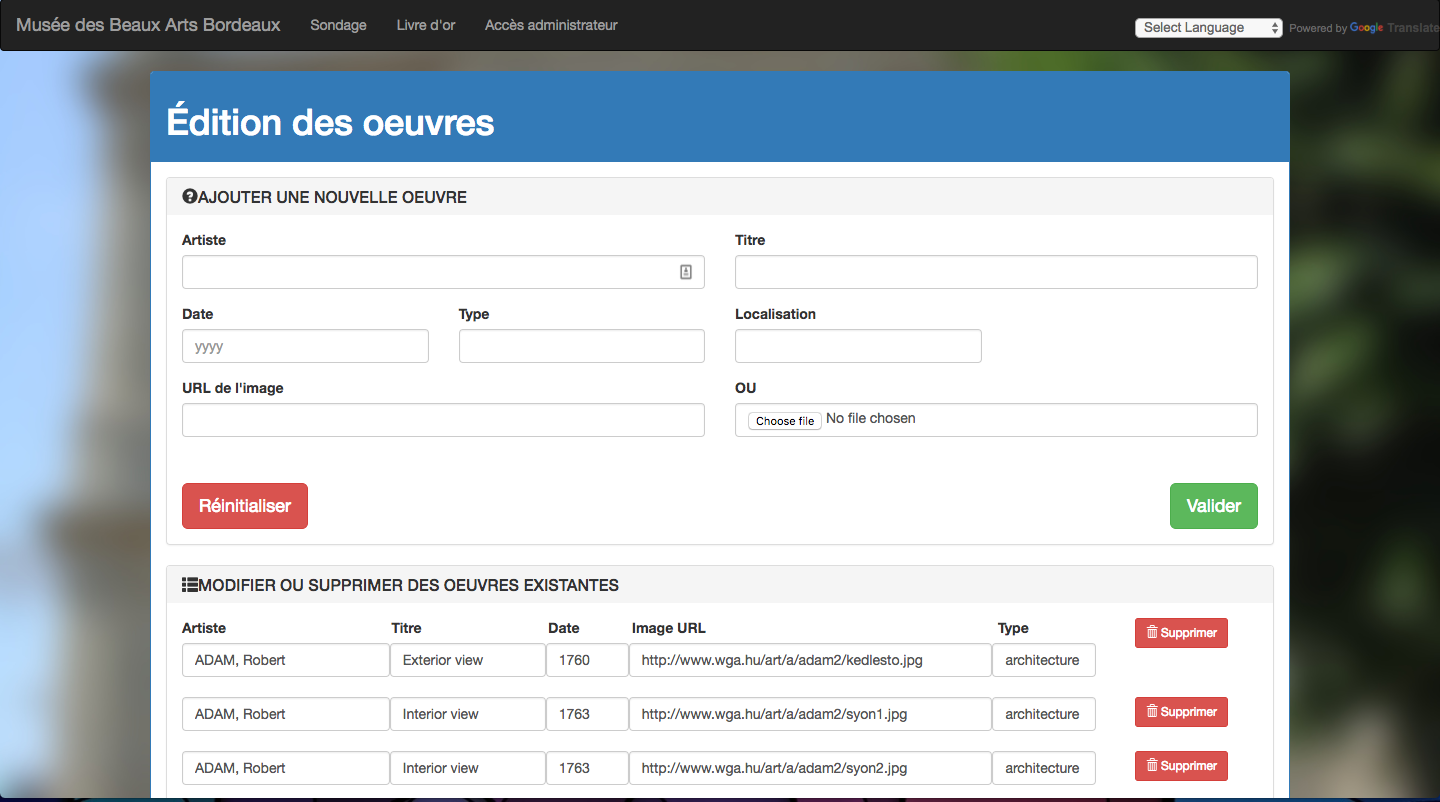 Musée des Beaux Arts Bordeaux Sondage Livre d'or Accès administrateur Select Language Powered by Google Translate
Édition des oeuvres
AJOUTER UNE NOUVELLE OEUVRE
Artiste Titre
Date Type Localisation
yyyy
URL de l'image OU
Choose file No file chosen
Réinitialiser Valider
MODIFIER OU SUPPRIMER DES OEUVRES EXISTANTES
Artiste Titre Date Image URL Type Supprimer
ADAM, Robert Exterior view 1760 http://www.wga.hu/art/a/adam2/kedlesto.jpg architecture
ADAM, Robert Interior view 1763 http://www.wga.hu/art/a/adam2/syon1.jpg architecture Supprimer
ADAM, Robert Interior view 1763 http://www.wga.hu/art/a/adam2/syon2.jpg architecture Supprimer